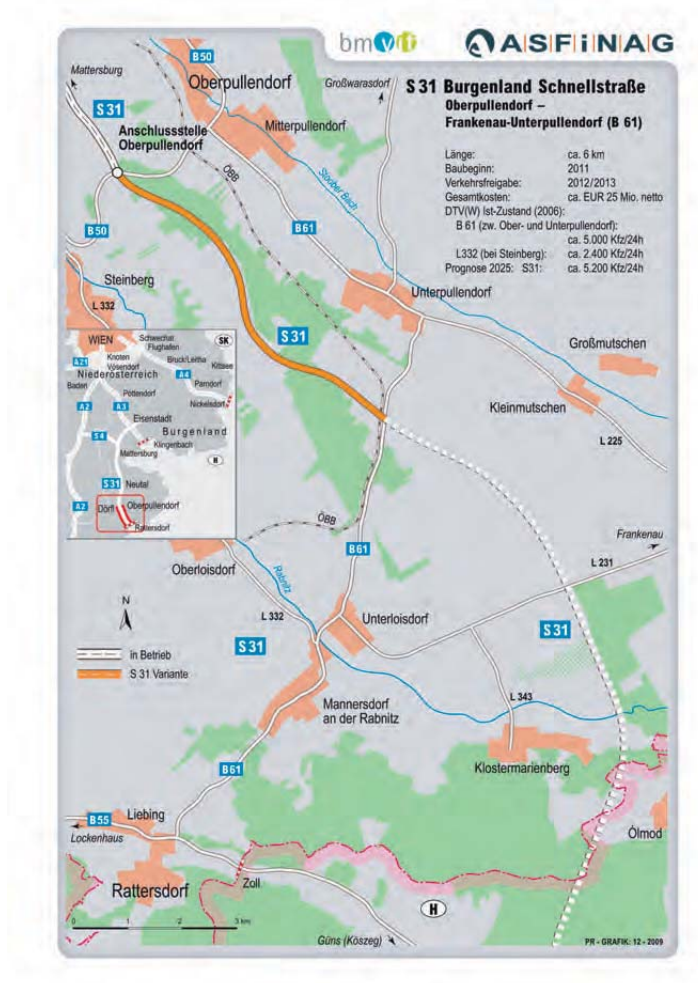 bmvit
ASFiNAG
S 31 Burgenland Schnellstraße
Oberpullendorf –
Frankenau-Unterpullendorf (B 61)
Länge: ca. 6 km
Baubeginn: 2011
Verkehrsfreigabe: 2012/2013
Gesamtkosten: ca. EUR 25 Mio. netto
DTV(W) Ist-Zustand (2006):
B 61 (zw. Ober- und Unterpullendorf):
ca. 5.000 Kfz/24h
L332 (bei Steinberg): ca. 2.400 Kfz/24h
Prognose 2025: S31: ca. 5.200 Kfz/24h
B50
Mattersburg
Oberpullendorf
Großwarasdorf
S 31
Anschlussstelle
Oberpullendorf
Mitterpullendorf
ÖBB
Stoober Bach
B50
B61
Steinberg
L 332
Unterpullendorf
S 31
Großmutschen
Kleinmutschen
L 225
WIEN
Schwechat
Flughafen
SK
A21
Knoten
Vösendorf
Bruck/Leitha
Kittsee
Niederösterreich
A4
Baden
Pöttendorf
Parndorf
A2
A3
Nickelsdorf
Eisenstadt
Burgenland
S 4
Klingenbach
Mattersburg
H
S31
Neutal
A2
Dörfl
Oberpullendorf
Rattersdorf
ÖBB
B61
Frankenau
L 231
Oberloisdorf
Rabnitz
N
L 332
Unterloisdorf
S 31
S 31
in Betrieb
S 31 Variante
L 343
Mannersdorf
an der Rabnitz
B61
Klostermarienberg
B55
Liebing
Lockenhaus
Ölmod
Rattersdorf
Zoll
H
0 1 2 3 km
Güns (Köszeg)
PR - GRAFIK: 12 - 2009